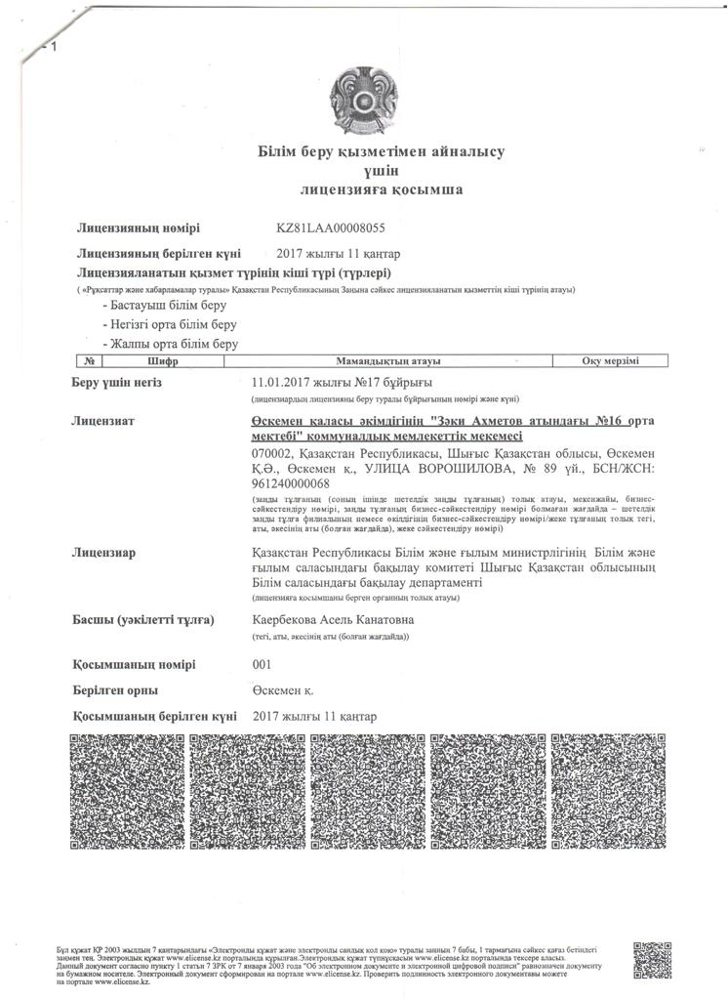 - 1
Білім беру қызметімен айналысу
үшін
лицензияға қосымша
Лицензияның нөмірі KZ81LAA00008055
Лицензияның берілген күні 2017 жылғы 11 қаңтар
Лицензияланатын қызмет түрінің кіші түрі (түрлері)
( «Рұқсаттар және хабарламалар туралы» Қазақстан Республикасының Заңына сәйкес лицензияланатын қызметтің кіші түрінің атауы)
- Бастауыш білім беру
- Негізгі орта білім беру
- Жалпы орта білім беру
№ Шифр Мамандықтың атауы Оқу мерзімі
Беру үшін негіз 11.01.2017 жылғы №17 бұйрығы
(лицензиардың лицензияны беру туралы бұйрығының нөмірі және күні)
Лицензиат Өскемен қаласы әкімдігінің "Зәки Ахметов атындағы №16 орта
мектебі" коммуналлық мемлекеттік мекемесі
070002, Қазақстан Республикасы, Шығыс Қазақстан облысы, Өскемен
Қ.Ә., Өскемен қ., УЛИЦА ВОРОШИЛОВА, № 89 үй., БСН/ЖСН:
961240000068
(заңды тұлғаның (соның ішінде шетелдік заңды тұлғаның) толық атауы, мекенжайы, бизнес-
сәйкестендіру нөмірі, заңды тұлғаның бизнес-сәйкестендіру нөмірі болмаған жағдайда – шетелдік
заңды тұлға филиалының немесе өкілдігінің бизнес-сәйкестендіру нөмірі/жеке тұлғаның толық тегі,
аты, әкесінің аты (болған жағдайда), жеке сәйкестендіру нөмірі)
Лицензиар Қазақстан Республикасы Білім және ғылым министрлігінің Білім және
ғылым саласындағы бақылау комитеті Шығыс Қазақстан облысының
Білім саласындағы бақылау департаменті
(лицензияға қосымшаны берген органның толық атауы)
Басшы (уәкілетті тұлға) Каербекова Асель Канатовна
(тегі, аты, әкесінің аты (болған жағдайда))
Қосымшаның нөмірі 001
Берілген орны Өскемен қ.
Қосымшаның берілген күні 2017 жылғы 11 қаңтар
Бұл құжат ҚР 2003 жылдың 7 қаңтарындағы «Электронды құжат және электронды сандық қол қою» туралы заңның 7 бабы, 1 тармағына сәйкес қағаз бетіндегі
заңмен тең. Электрондық құжат www.elicense.kz порталында құрылған.Электрондық құжат түпнұсқасын www.elicense.kz порталында тексере аласыз.
Данный документ согласно пункту 1 статьи 7 ЗРК от 7 января 2003 года "Об электронном документе и электронной цифровой подписи" равнозначен документу
на бумажном носителе. Электронный документ сформирован на портале www.elicense.kz. Проверить подлинность электронного документавы можете
на портале www.elicense.kz.